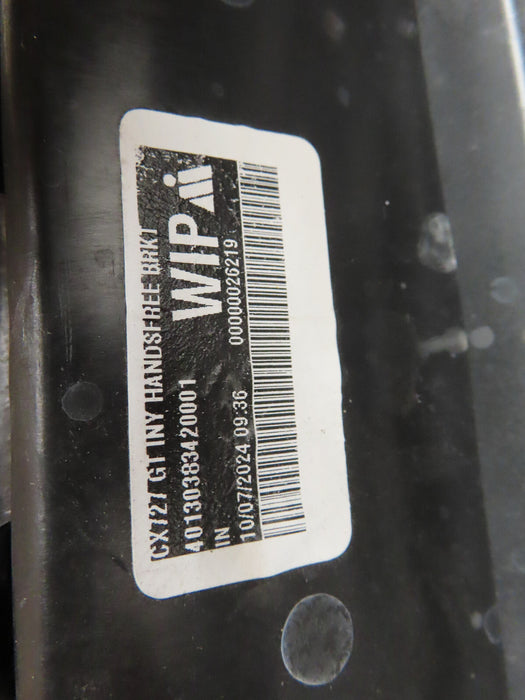 CX727 GT INY HANDSFREE BRKT
40130383420001
IN
10/07/2024 09:36
00000026219
WIP